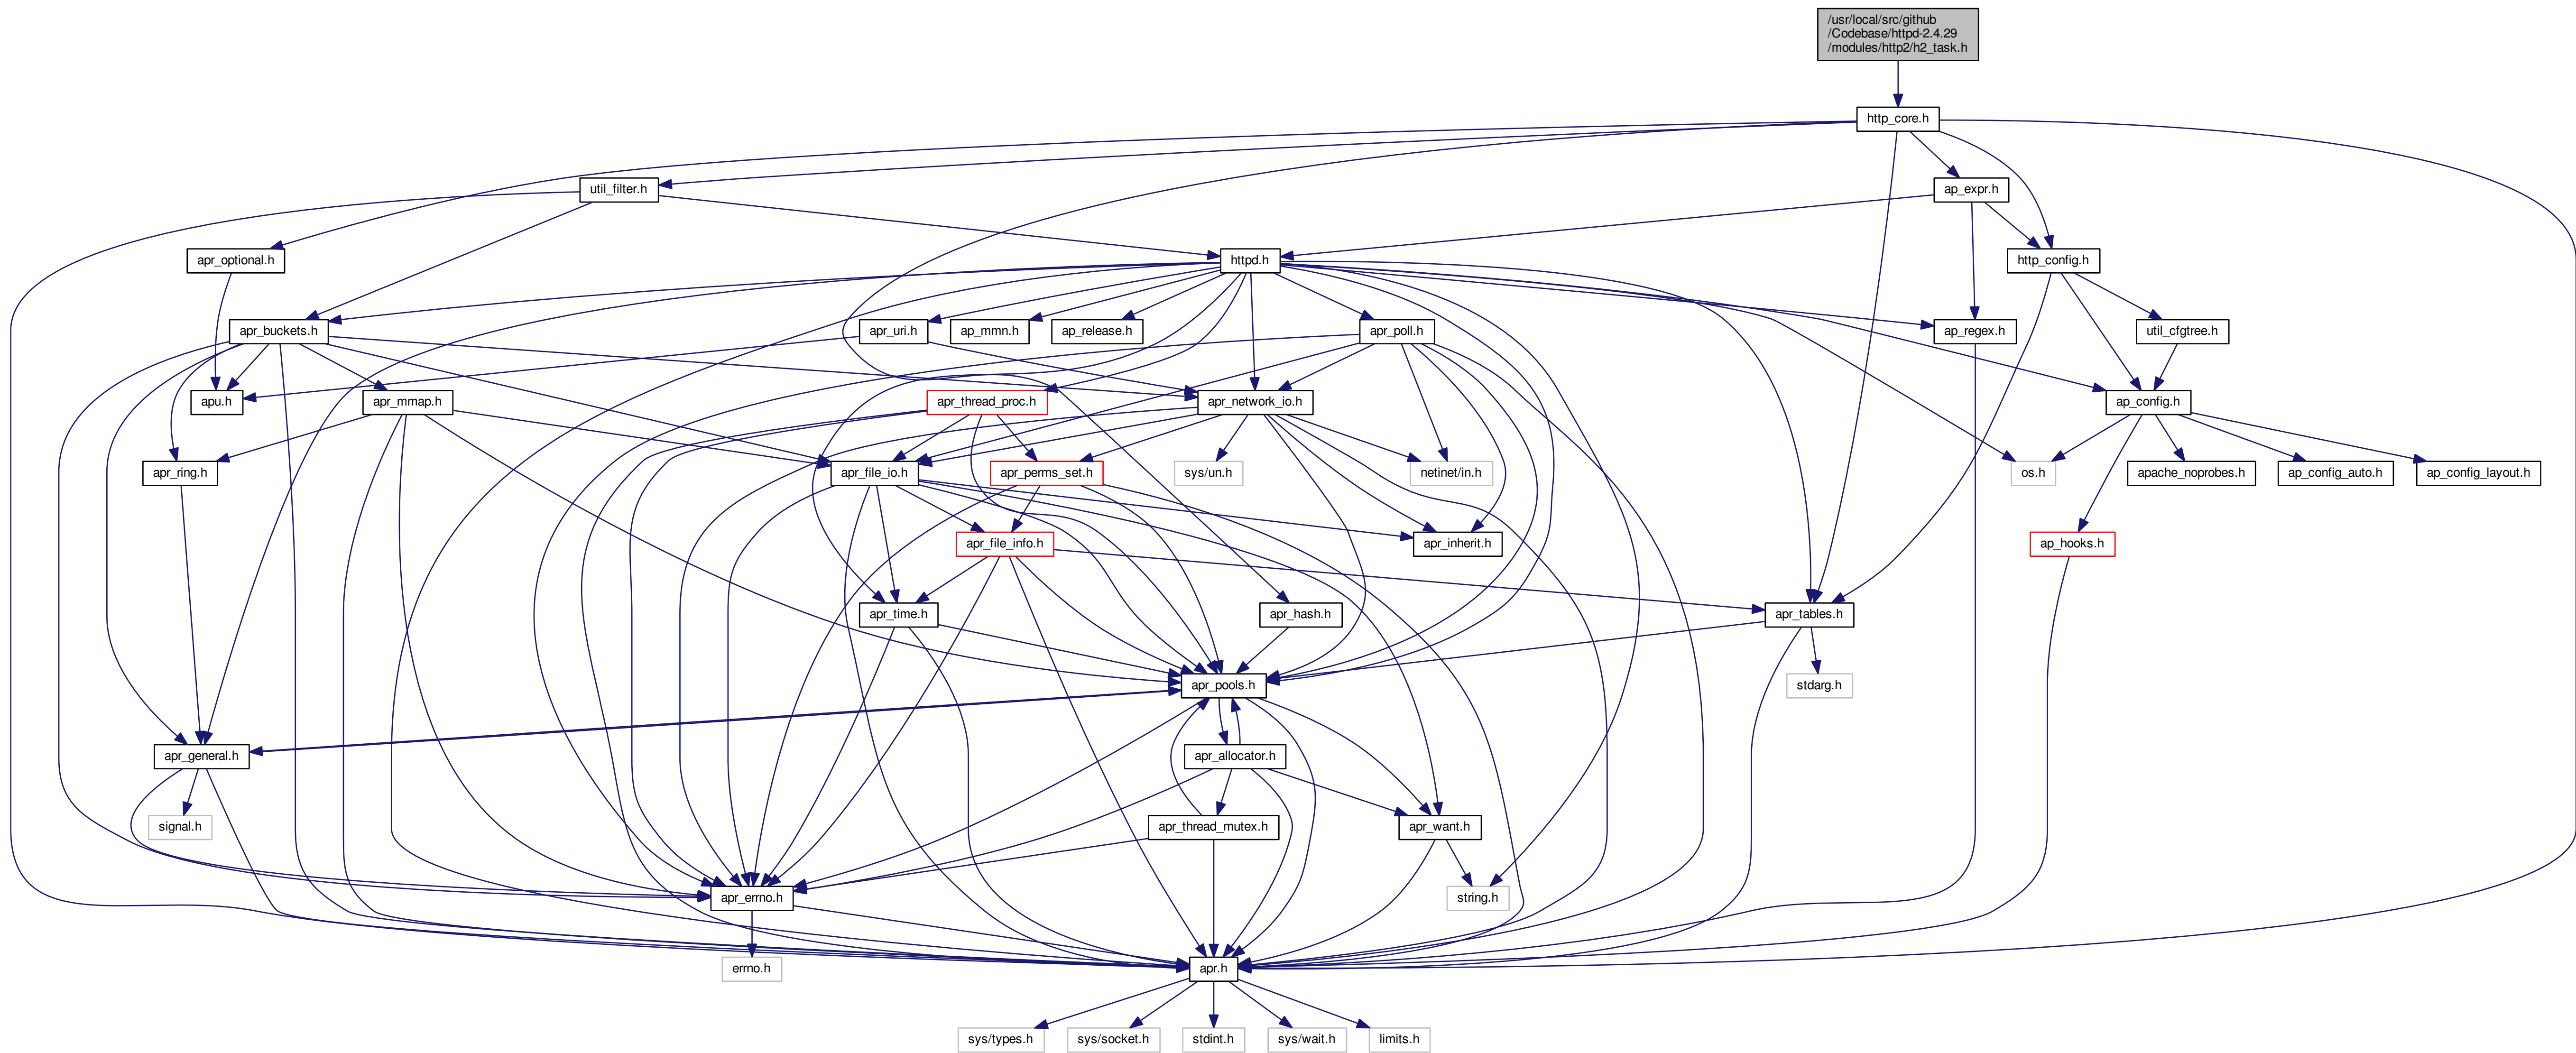 /usr/local/src/github
/Codebase/httpd-2.4.29
/modules/http2/h2_task.h
http_core.h
util_filter.h
ap_expr.h
apr_optional.h
httpd.h
http_config.h
apr_buckets.h
apr_uri.h
ap_mmn.h
ap_release.h
apr_poll.h
ap_regex.h
util_cfgtree.h
apu.h
apr_mmap.h
apr_thread_proc.h
apr_network_io.h
ap_config.h
apr_ring.h
apr_file_io.h
apr_perms_set.h
sys/un.h
netinet/in.h
os.h
apache_noprobes.h
ap_config_auto.h
ap_config_layout.h
apr_file_info.h
apr_inherit.h
ap_hooks.h
apr_time.h
apr_hash.h
apr_tables.h
apr_pools.h
stdarg.h
apr_general.h
apr_allocator.h
signal.h
apr_thread_mutex.h
apr_want.h
apr_errno.h
string.h
errno.h
apr.h
sys/types.h
sys/socket.h
stdint.h
sys/wait.h
limits.h